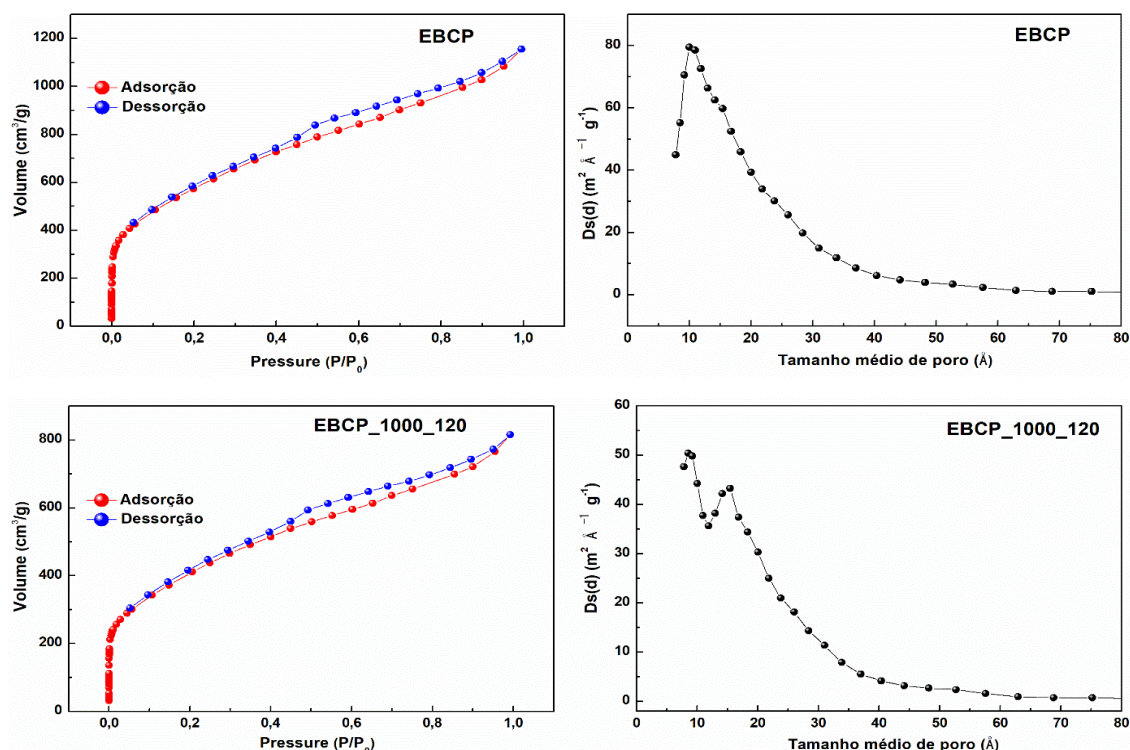 EBCP
1200
1000
800
600
400
200
0
Volume (cm³/g)
Adsorção
Dessorção
0,0 0,2 0,4 0,6 0,8 1,0
Pressure (P/P₀)
EBCP
80
60
40
20
0
Ds(d) (m² Å ⁻¹ g⁻¹)
0 10 20 30 40 50 60 70 80
Tamanho médio de poro (Å)
EBCP_1000_120
800
600
400
200
0
Volume (cm³/g)
Adsorção
Dessorção
0,0 0,2 0,4 0,6 0,8 1,0
Pressure (P/P₀)
EBCP_1000_120
60
50
40
30
20
10
0
Ds(d) (m² Å ⁻¹ g⁻¹)
0 10 20 30 40 50 60 70 80
Tamanho médio de poro (Å)